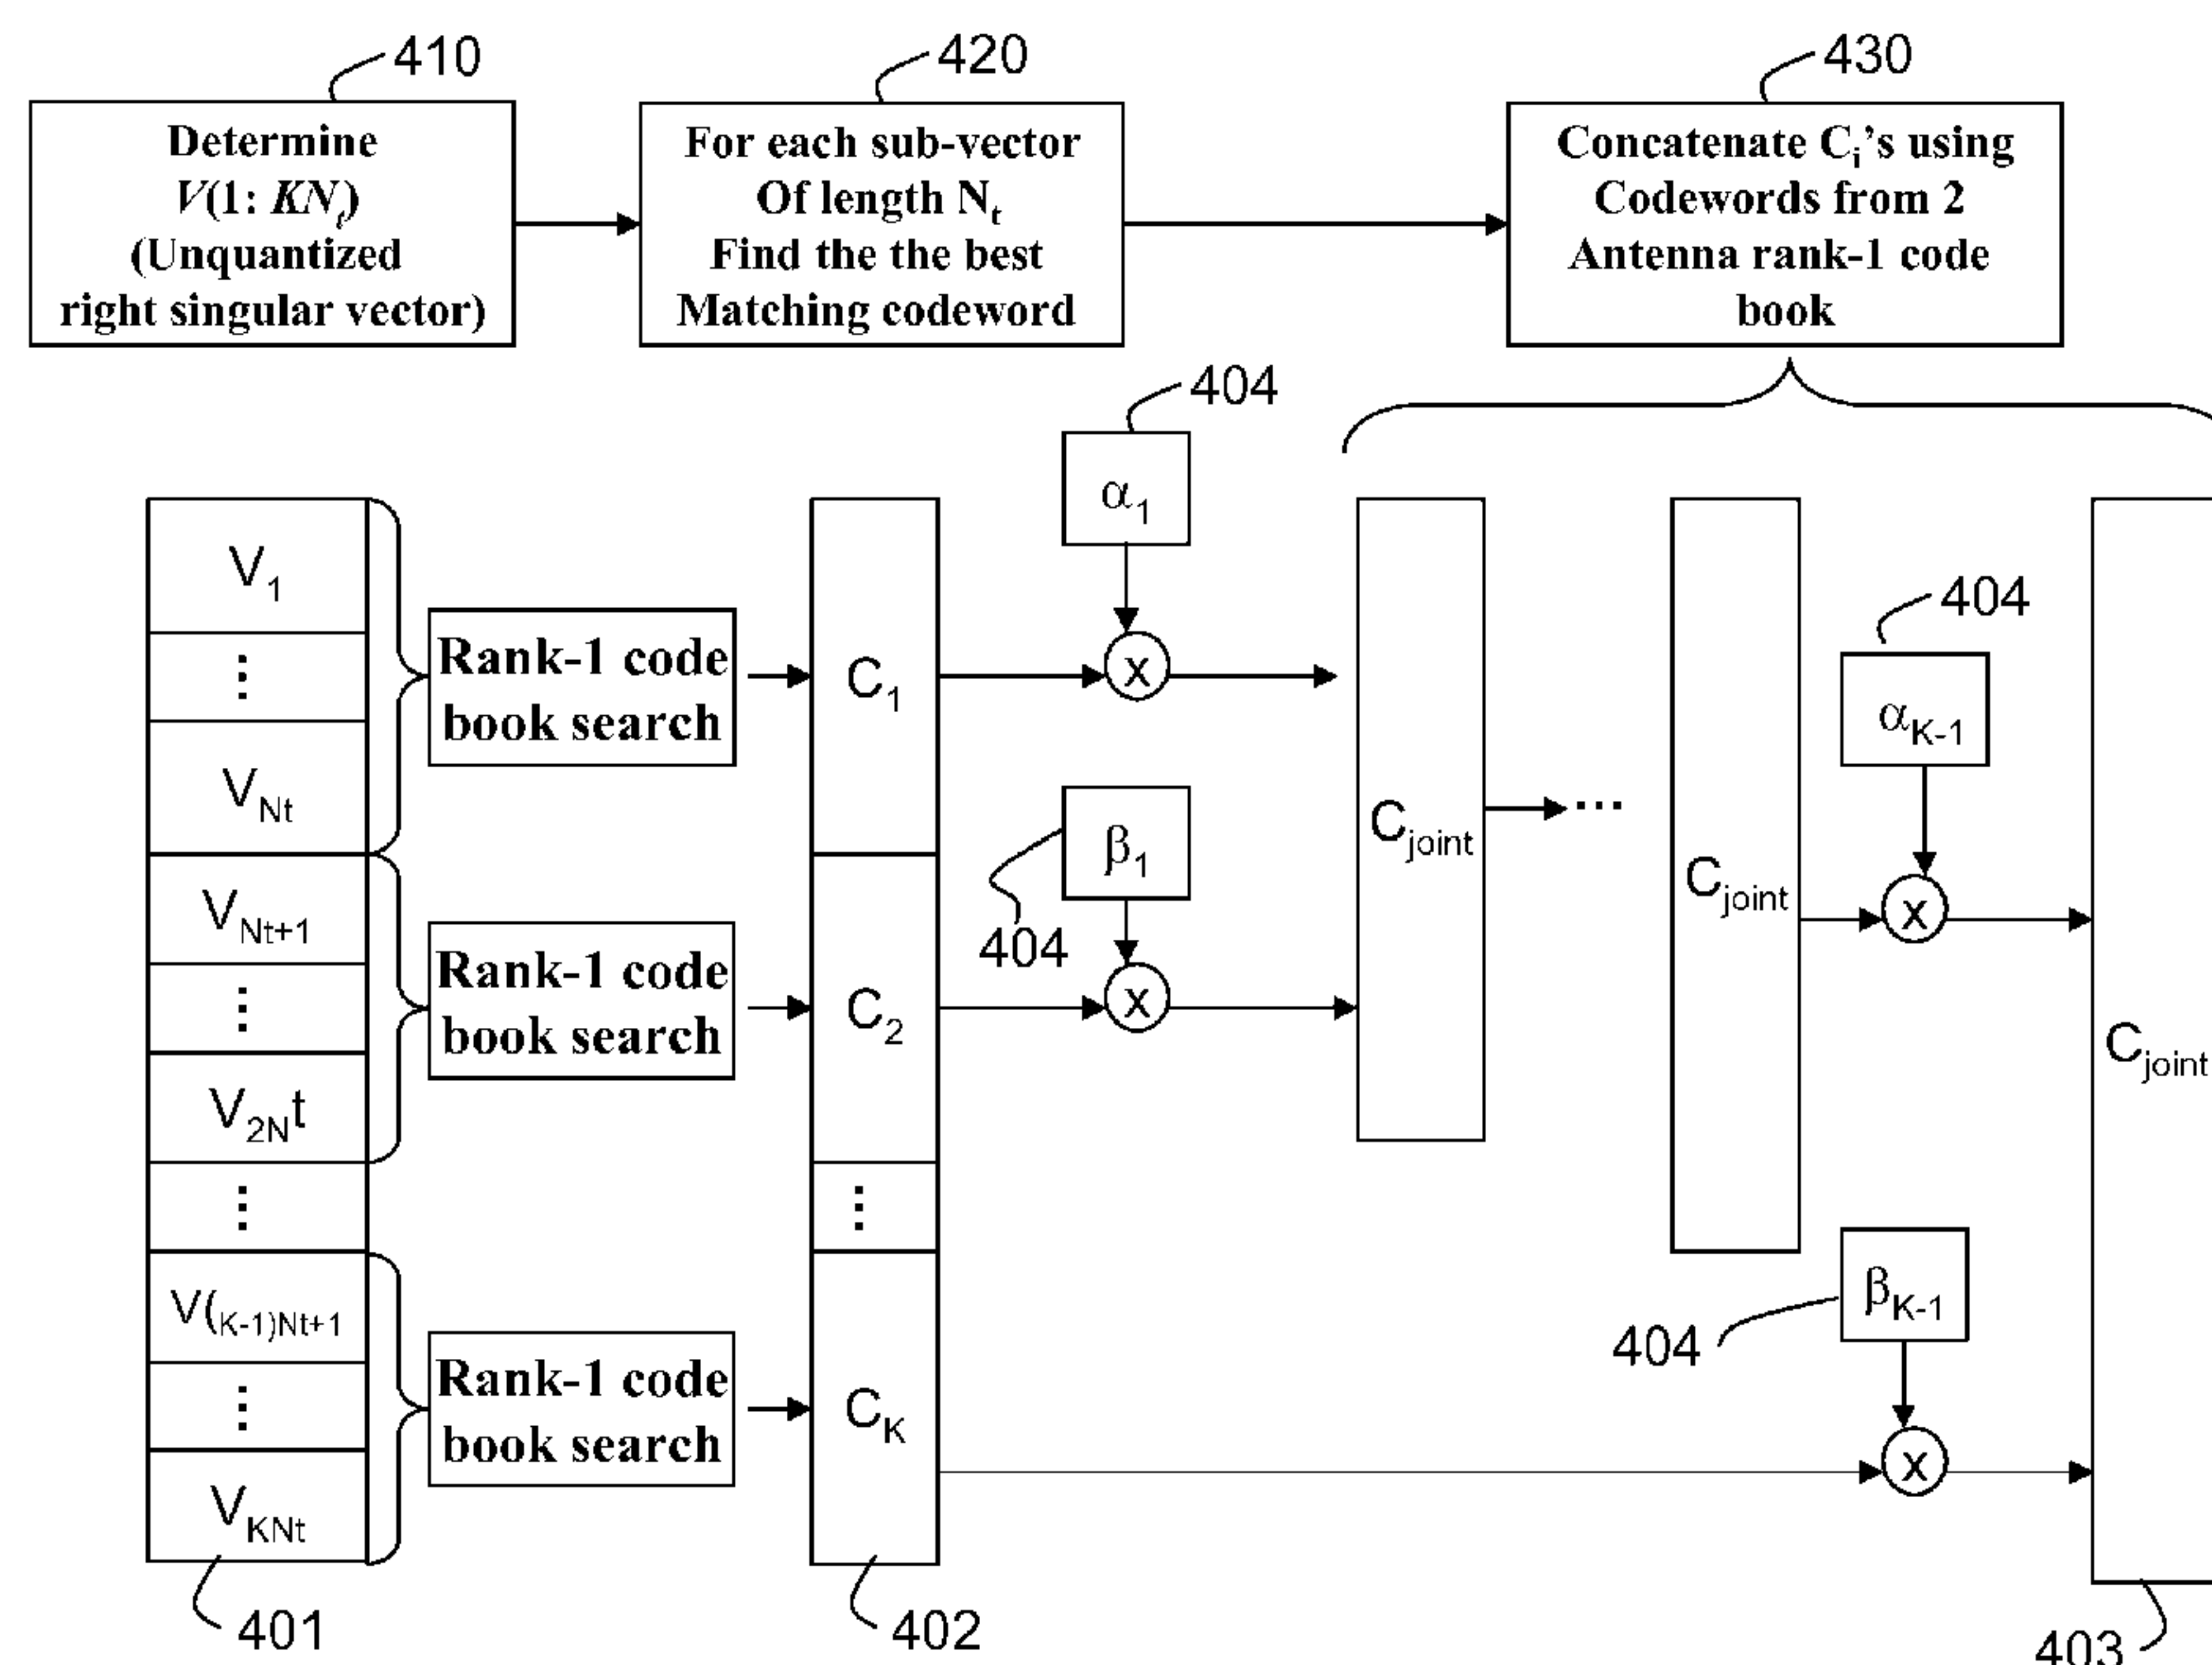 410
420
430
Determine
V(1: KNt)
(Unquantized
right singular vector)
For each sub-vector
Of length Nt
Find the the best
Matching codeword
Concatenate Ci's using
Codewords from 2
Antenna rank-1 code
book
404
α1
V1
⋮
VNt
Rank-1 code
book search
C1
x
404
αK-1
β1
404
Cjoint
...
Cjoint
x
VNt+1
⋮
V2Nt
Rank-1 code
book search
C2
x
Cjoint
⋮
⋮
V(K-1)Nt+1
⋮
VKNt
Rank-1 code
book search
CK
404
βK-1
x
401
402
403